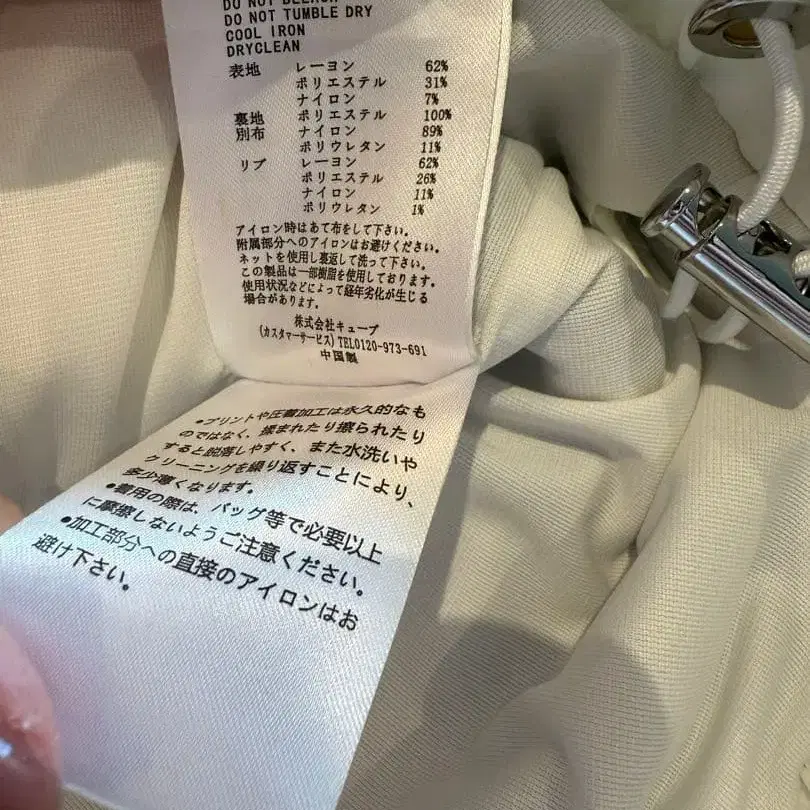 DO NOT BLEACH
DO NOT TUMBLE DRY
COOL IRON
DRYCLEAN
表地 レーヨン 62%
ポリエステル 31%
ナイロン 7%
裏地 ポリエステル 100%
別布 ナイロン 89%
ポリウレタン 11%
リブ レーヨン 62%
ポリエステル 26%
ナイロン 11%
ポリウレタン 1%
アイロン時はあて布をして下さい。
附属部分へのアイロンはお避けください。
ネットを使用し裏返して洗って下さい。
この製品は一部樹脂を使用しております。
使用状況などによって経年劣化が生じる
場合があります。
株式会社キューブ
(カスタマーサービス) TEL0120-973-691
中国製
●プリントや圧着加工は永久的なも
のではなく、揉まれたり擦られたり
すると脱落しやすく、また水洗いや
クリーニングを繰り返すことにより、
多少薄くなります。
●着用の際は、バッグ等で必要以上
に摩擦しないようご注意ください。
●加工部分への直接のアイロンはお
避け下さい。